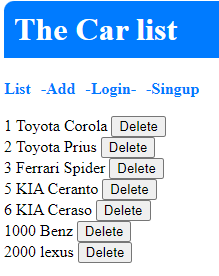 The Car list
List -Add -Login- -Singup
1 Toyota Corola Delete
2 Toyota Prius Delete
3 Ferrari Spider Delete
5 KIA Ceranto Delete
6 KIA Ceraso Delete
1000 Benz Delete
2000 lexus Delete